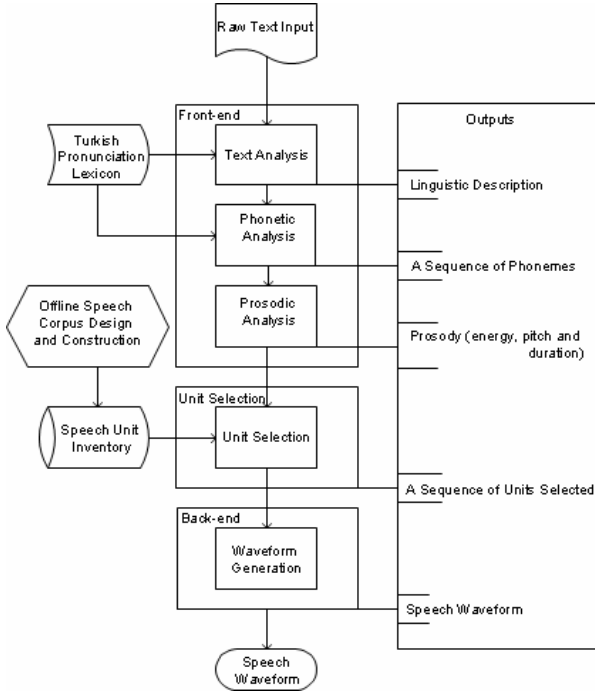 Raw Text Input
Front-end
Outputs
Turkish
Pronunciation
Lexicon
Text Analysis
Linguistic Description
Phonetic
Analysis
A Sequence of Phonemes
Offline Speech
Corpus Design
and Construction
Prosodic
Analysis
Prosody (energy, pitch and
duration)
Unit Selection
Speech Unit
Inventory
Unit Selection
A Sequence of Units Selected
Back-end
Waveform
Generation
Speech Waveform
Speech
Waveform